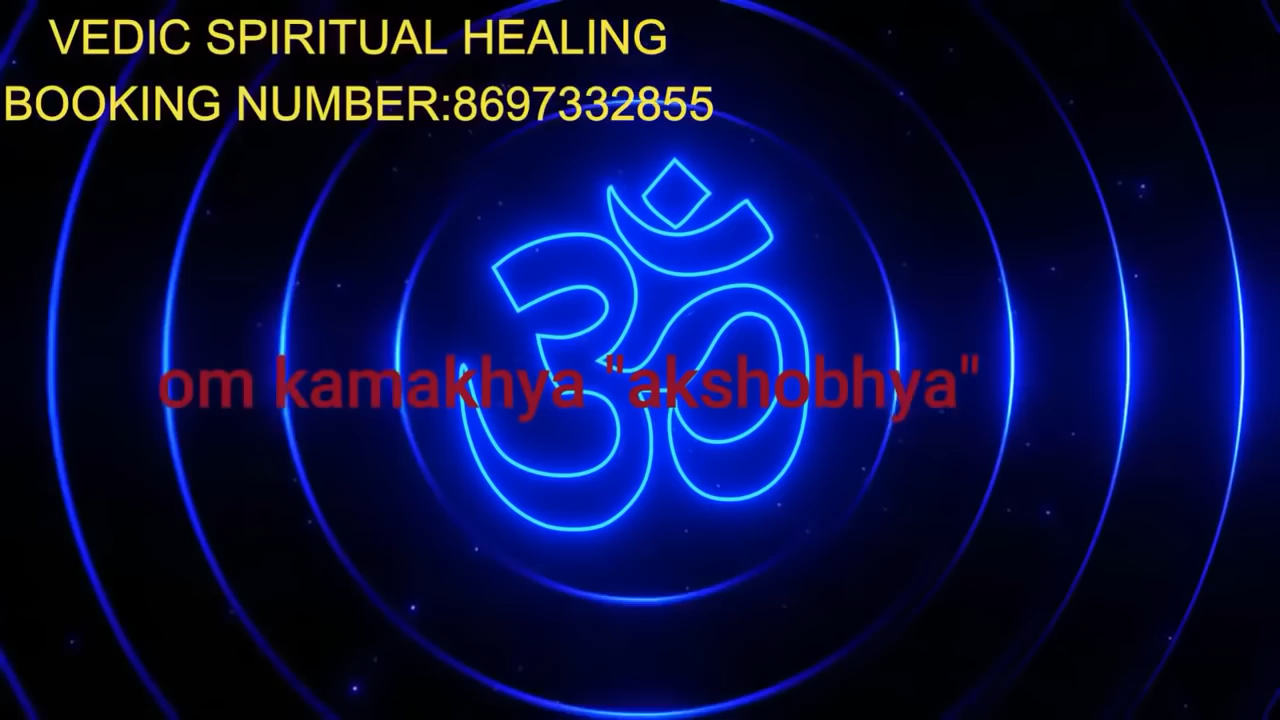 VEDIC SPIRITUAL HEALING
BOOKING NUMBER:8697332855
ॐ
om kamakhya "akshobhya"